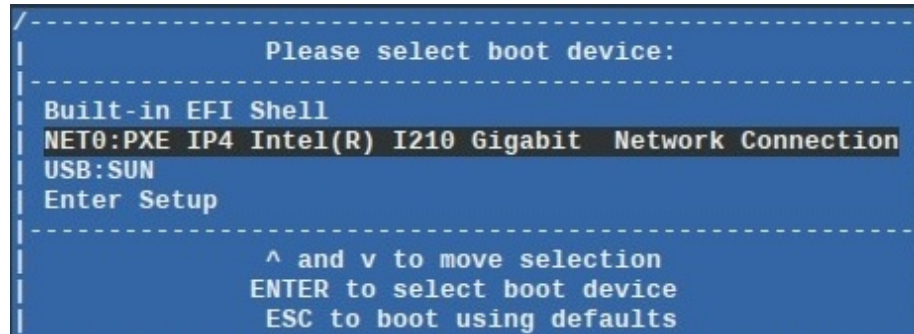 Please select boot device:
Built-in EFI Shell
NET0:PXE IP4 Intel(R) I210 Gigabit  Network Connection
USB:SUN
Enter Setup
^ and v to move selection
ENTER to select boot device
ESC to boot using defaults